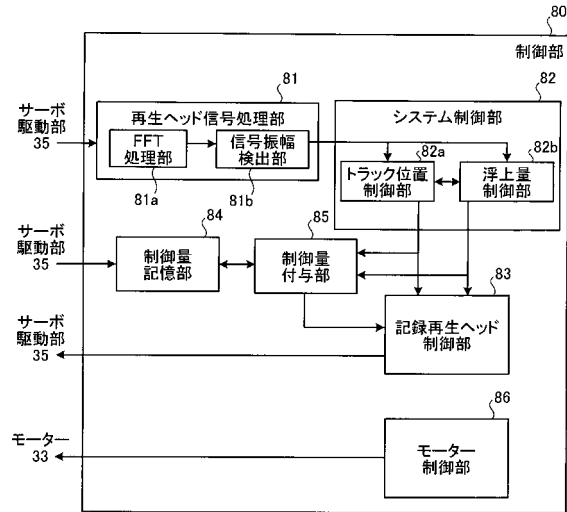 80
制御部
サーボ
駆動部
35
81
再生ヘッド信号処理部
FFT
処理部
信号振幅
検出部
81a
81b
82
システム制御部
82a
82b
トラック位置
制御部
浮上量
制御部
サーボ
駆動部
35
84
制御量
記憶部
85
制御量
付与部
83
記録再生ヘッド
制御部
サーボ
駆動部
35
86
モーター
制御部
モーター
33